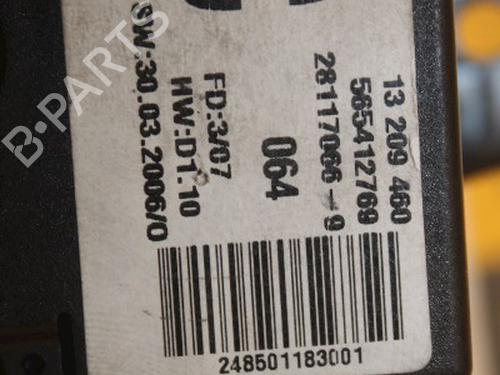 13 209 460
565412769
28117066 - 9
064
FD:3/07
HW:D1.10
SW:30.03.2006/0
248501183001
B-PARTS